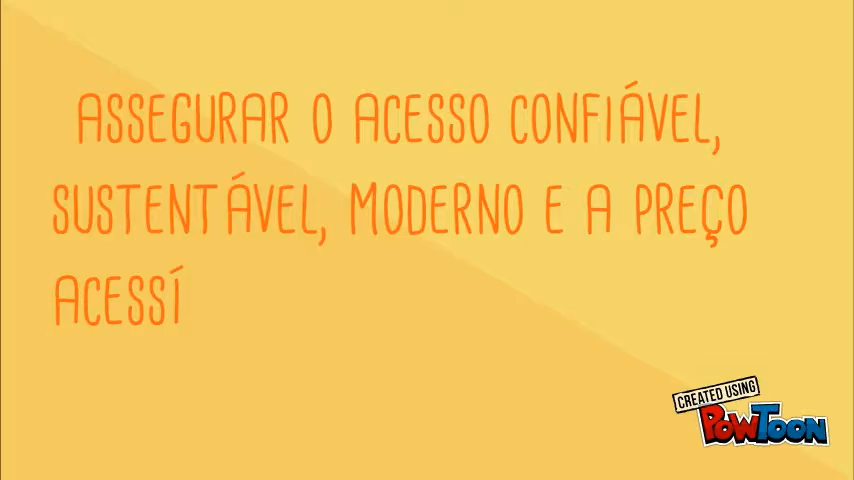 ASSEGURAR O ACESSO CONFIÁVEL,
SUSTENTÁVEL, MODERNO E A PREÇO
ACESSÍ
CREATED USING
POWTOON